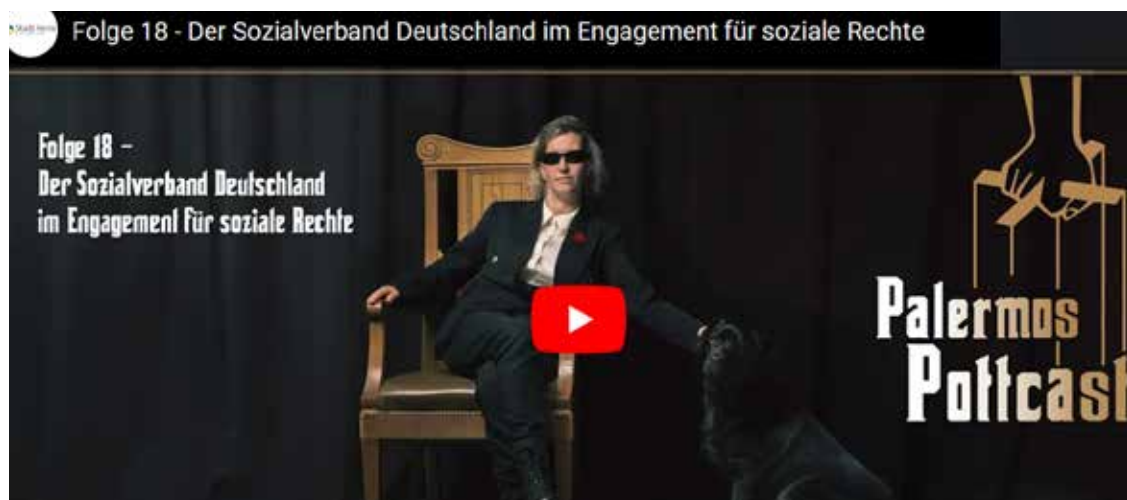 Folge 18 - Der Sozialverband Deutschland im Engagement für soziale Rechte
Folge 18 –
Der Sozialverband Deutschland
im Engagement für soziale Rechte
Palermos
Pottcast